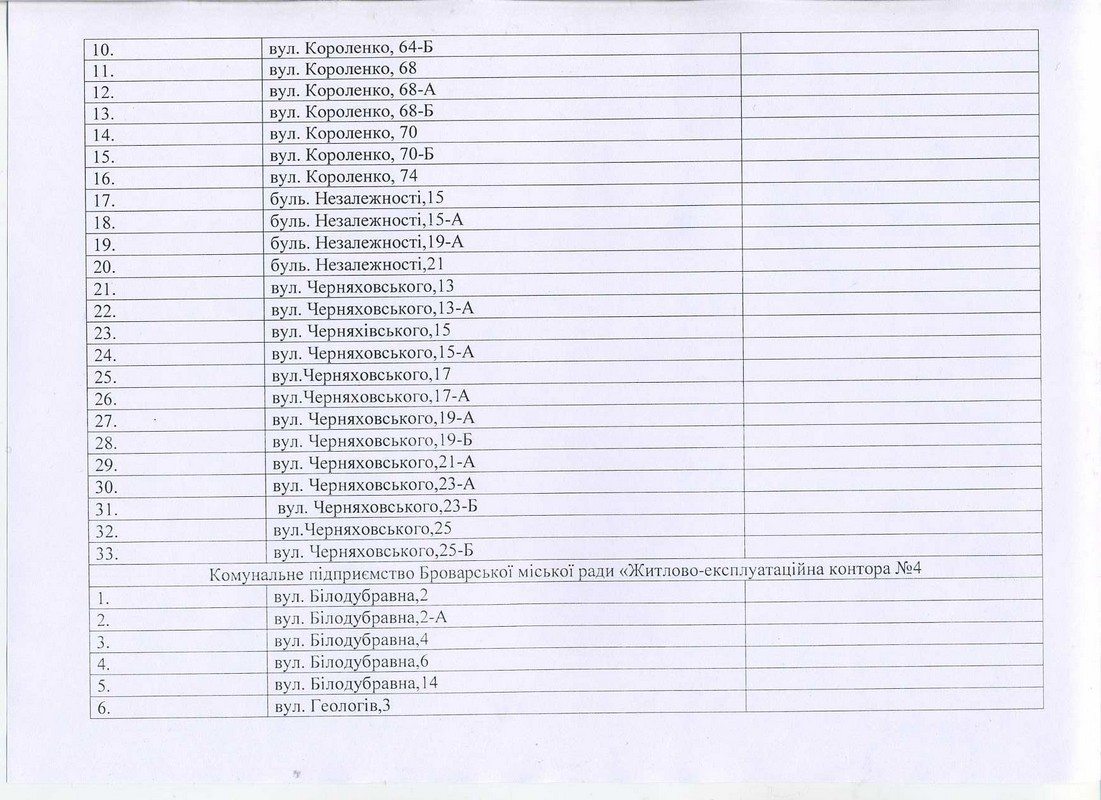 10. вул. Короленко, 64-Б
11. вул. Короленко, 68
12. вул. Короленко, 68-А
13. вул. Короленко, 68-Б
14. вул. Короленко, 70
15. вул. Короленко, 70-Б
16. вул. Короленко, 74
17. буль. Незалежності,15
18. буль. Незалежності,15-А
19. буль. Незалежності,19-А
20. буль. Незалежності,21
21. вул. Черняховського,13
22. вул. Черняховського,13-А
23. вул. Черняхівського,15
24. вул. Черняховського,15-А
25. вул.Черняховського,17
26. вул.Черняховського,17-А
27. вул. Черняховського,19-А
28. вул. Черняховського,19-Б
29. вул. Черняховського,21-А
30. вул. Черняховського,23-А
31. вул. Черняховського,23-Б
32. вул.Черняховського,25
33. вул. Черняховського,25-Б
Комунальне підприємство Броварської міської ради «Житлово-експлуатаційна контора №4
1. вул. Білодубравна,2
2. вул. Білодубравна,2-А
3. вул. Білодубравна,4
4. вул. Білодубравна,6
5. вул. Білодубравна,14
6. вул. Геологів,3